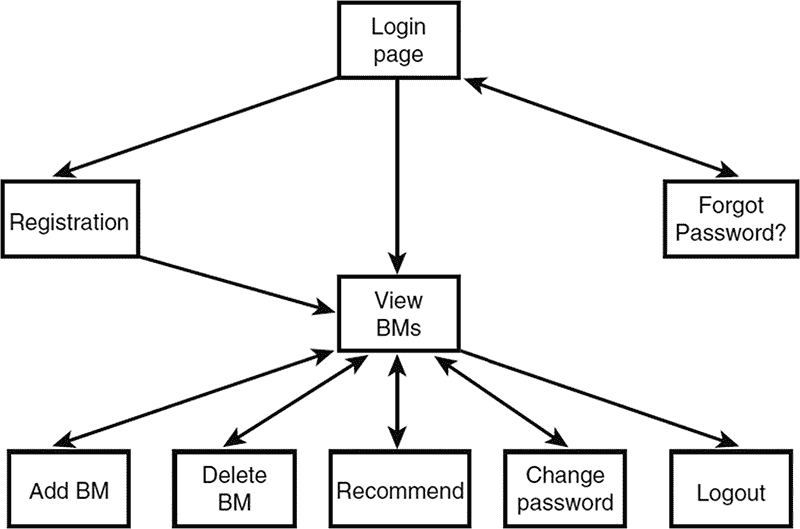 Login
page
Registration
Forgot
Password?
View
BMs
Add BM
Delete
BM
Recommend
Change
password
Logout